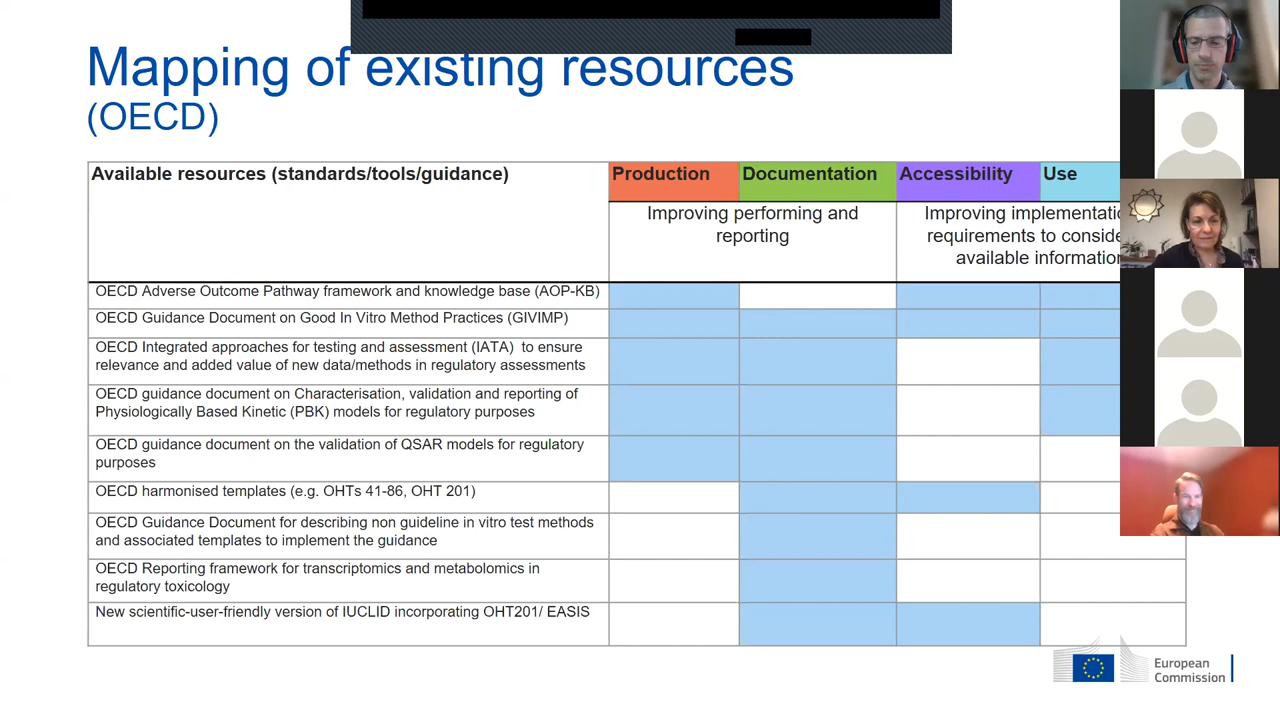 Mapping of existing resources
(OECD)
Available resources (standards/tools/guidance)
Production
Documentation
Accessibility
Use
Improving performing and
reporting
Improving
requirements to
available
OECD Adverse Outcome Pathway framework and knowledge base (AOP-KB)
OECD Guidance Document on Good In Vitro Method Practices (GIVIMP)
OECD Integrated approaches for testing and assessment (IATA) to ensure
relevance and added value of new data/methods in regulatory assessments
OECD guidance document on Characterisation, validation and reporting of
Physiologically Based Kinetic (PBK) models for regulatory purposes
OECD guidance document on the validation of QSAR models for regulatory
purposes
OECD harmonised templates (e.g. OHTs 41-86, OHT 201)
OECD Guidance Document for describing non guideline in vitro test methods
and associated templates to implement the guidance
OECD Reporting framework for transcriptomics and metabolomics in
regulatory toxicology
New scientific-user-friendly version of IUCLID incorporating OHT201/ EASIS
European
Commission